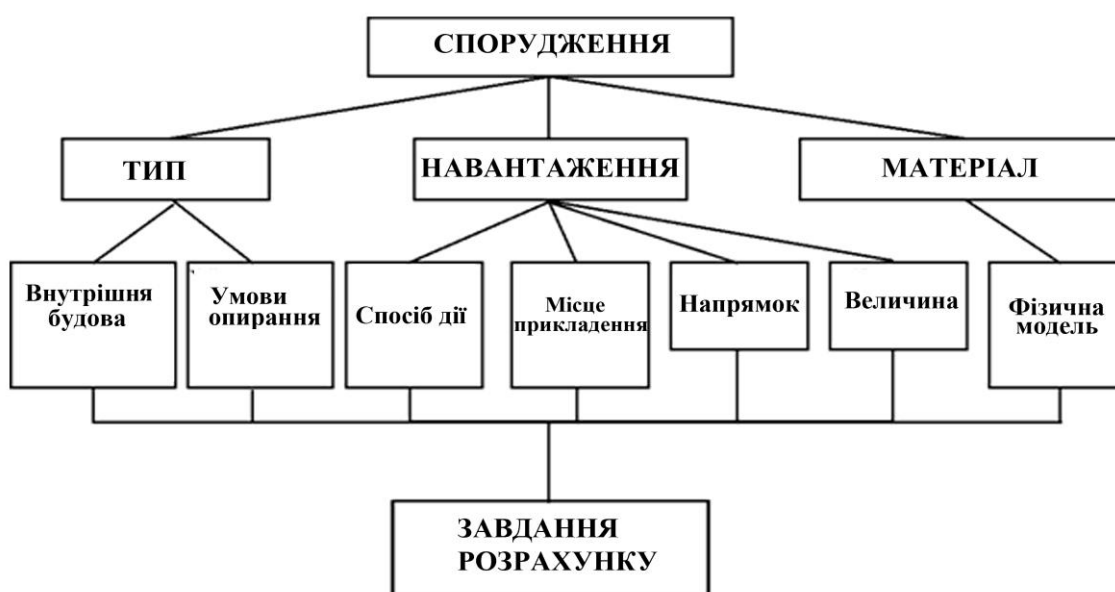 СПОРУДЖЕННЯ
ТИП
НАВАНТАЖЕННЯ
МАТЕРІАЛ
Внутрішня
будова
Умови
опирання
Спосіб дії
Місце
прикладення
Напрямок
Величина
Фізична
модель
ЗАВДАННЯ
РОЗРАХУНКУ